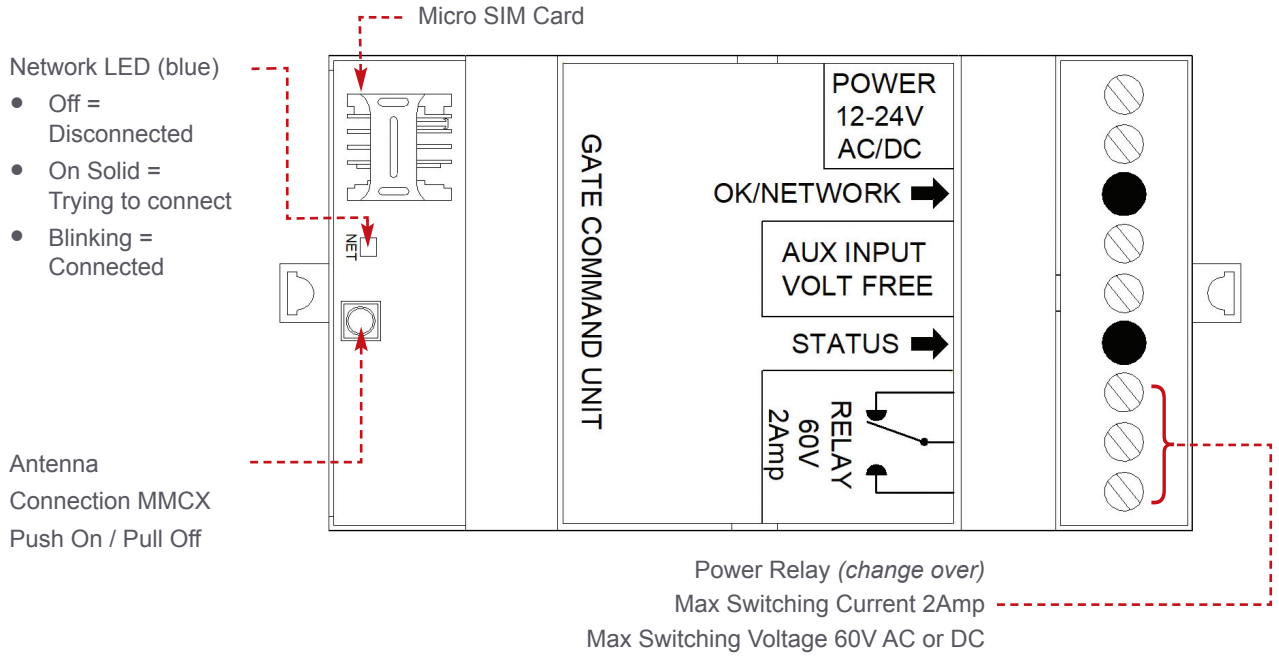 Micro SIM Card
Network LED (blue)
• Off =
Disconnected
• On Solid =
Trying to connect
• Blinking =
Connected
Antenna
Connection MMCX
Push On / Pull Off
NET
GATE COMMAND UNIT
POWER
12-24V
AC/DC
OK/NETWORK
AUX INPUT
VOLT FREE
STATUS
RELAY
60V
2Amp
Power Relay (change over)
Max Switching Current 2Amp
Max Switching Voltage 60V AC or DC